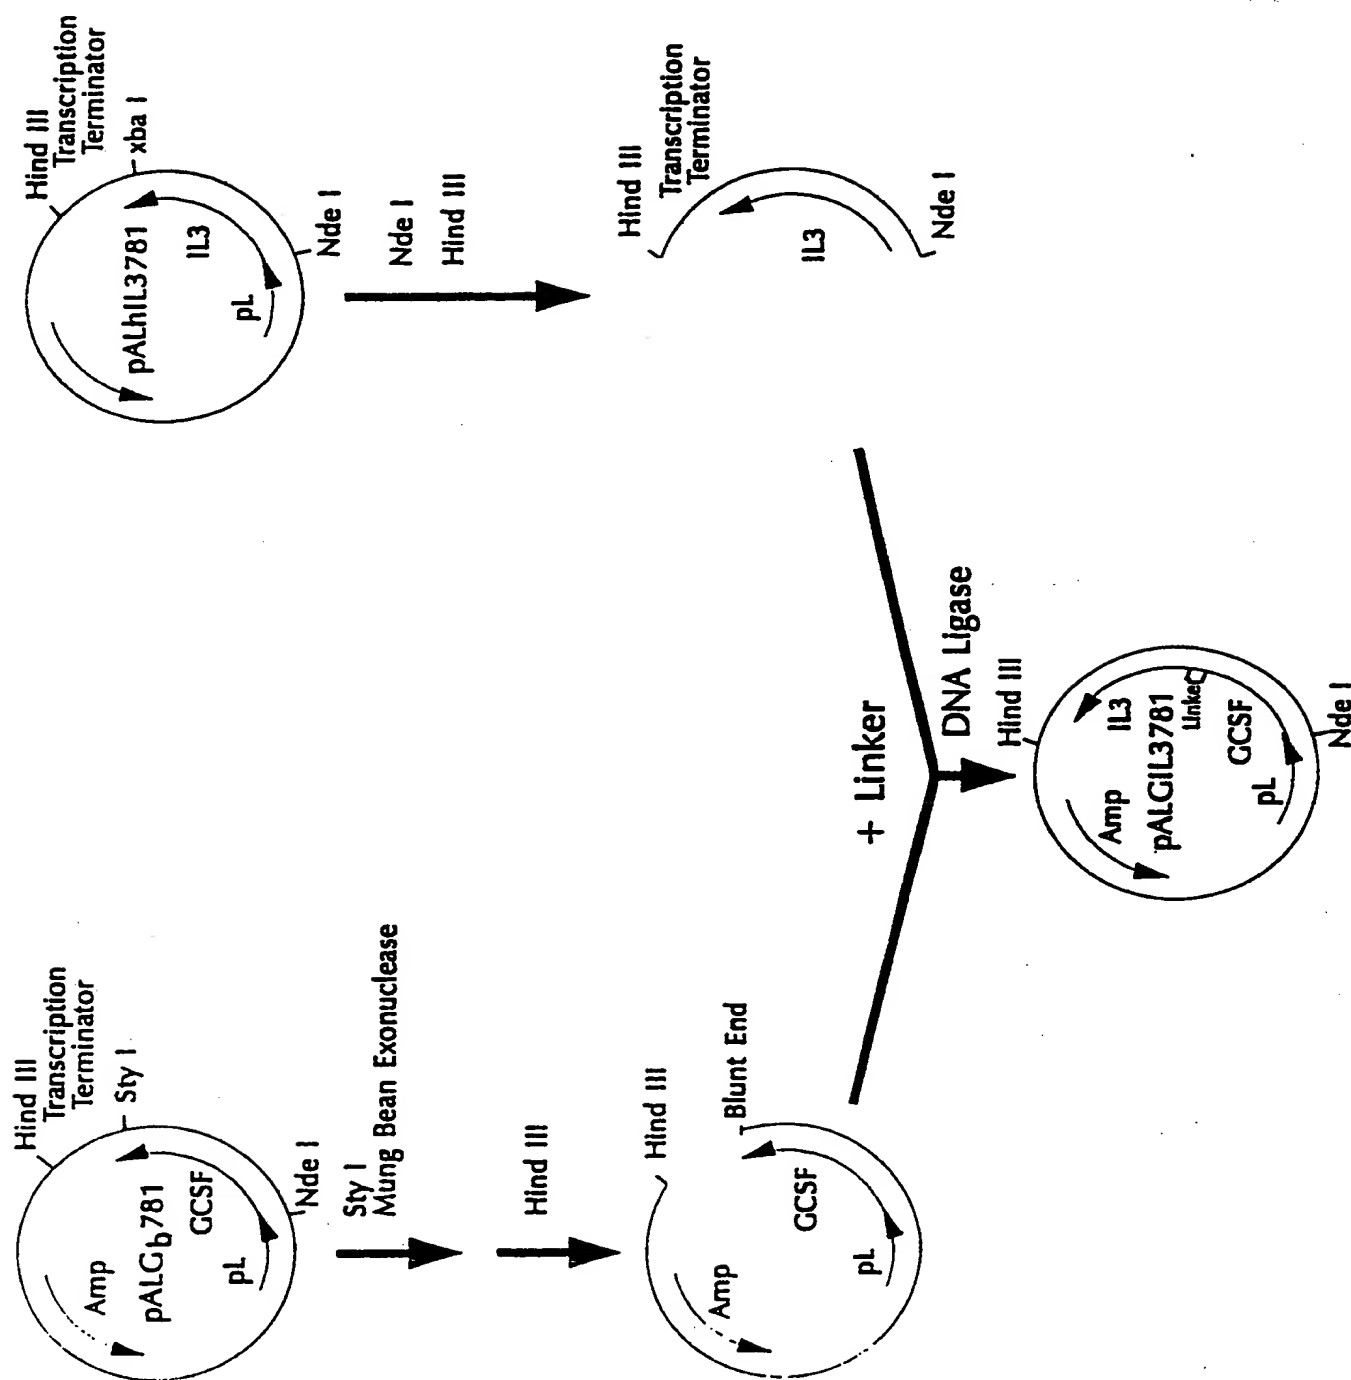 Hind III
Transcription
Terminator
Sty I
Amp
pALGb781
GCSF
pL
Nde I
Sty I
Mung Bean Exonuclease
Hind III
Hind III
Blunt End
Amp
GCSF
pL
Hind III
Transcription
Terminator
xba I
pALhIL3781
IL3
pL
Nde I
Nde I
Hind III
Hind III
Transcription
Terminator
IL3
Nde I
+ Linker
DNA Ligase
Hind III
Amp
IL3
pALGIL3781
Linker
GCSF
pL
Nde I